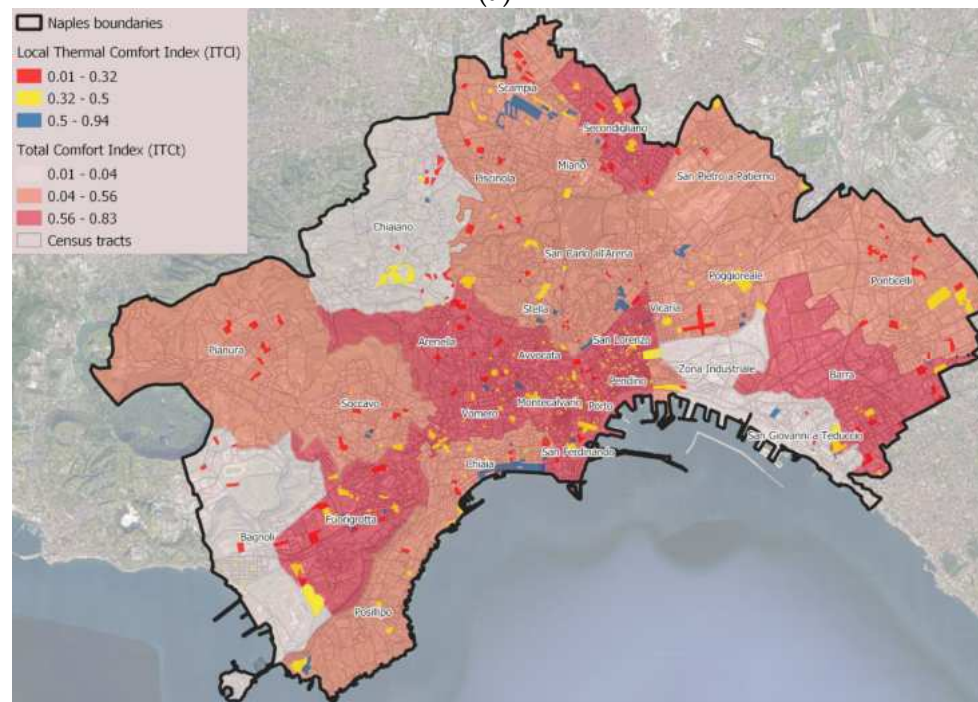 Naples boundaries
Local Thermal Comfort Index (ITCl)
0.01 - 0.32
0.32 - 0.5
0.5 - 0.94
Total Comfort Index (ITCt)
0.01 - 0.04
0.04 - 0.56
0.56 - 0.83
Census tracts
Scampia
Secondigliano
Miano
Piscinola
San Pietro a Patierno
Chiaiano
San Carlo all'Arena
Poggioreale
Ponticelli
Stella
Vicaria
Arenella
San Lorenzo
Pianura
Avvocata
Zona Industriale
Barra
Pendino
Soccavo
Montecalvario
Porto
Vomero
San Giovanni a Teduccio
San Ferdinando
Chiaia
Fuorigrotta
Bagnoli
Posillipo